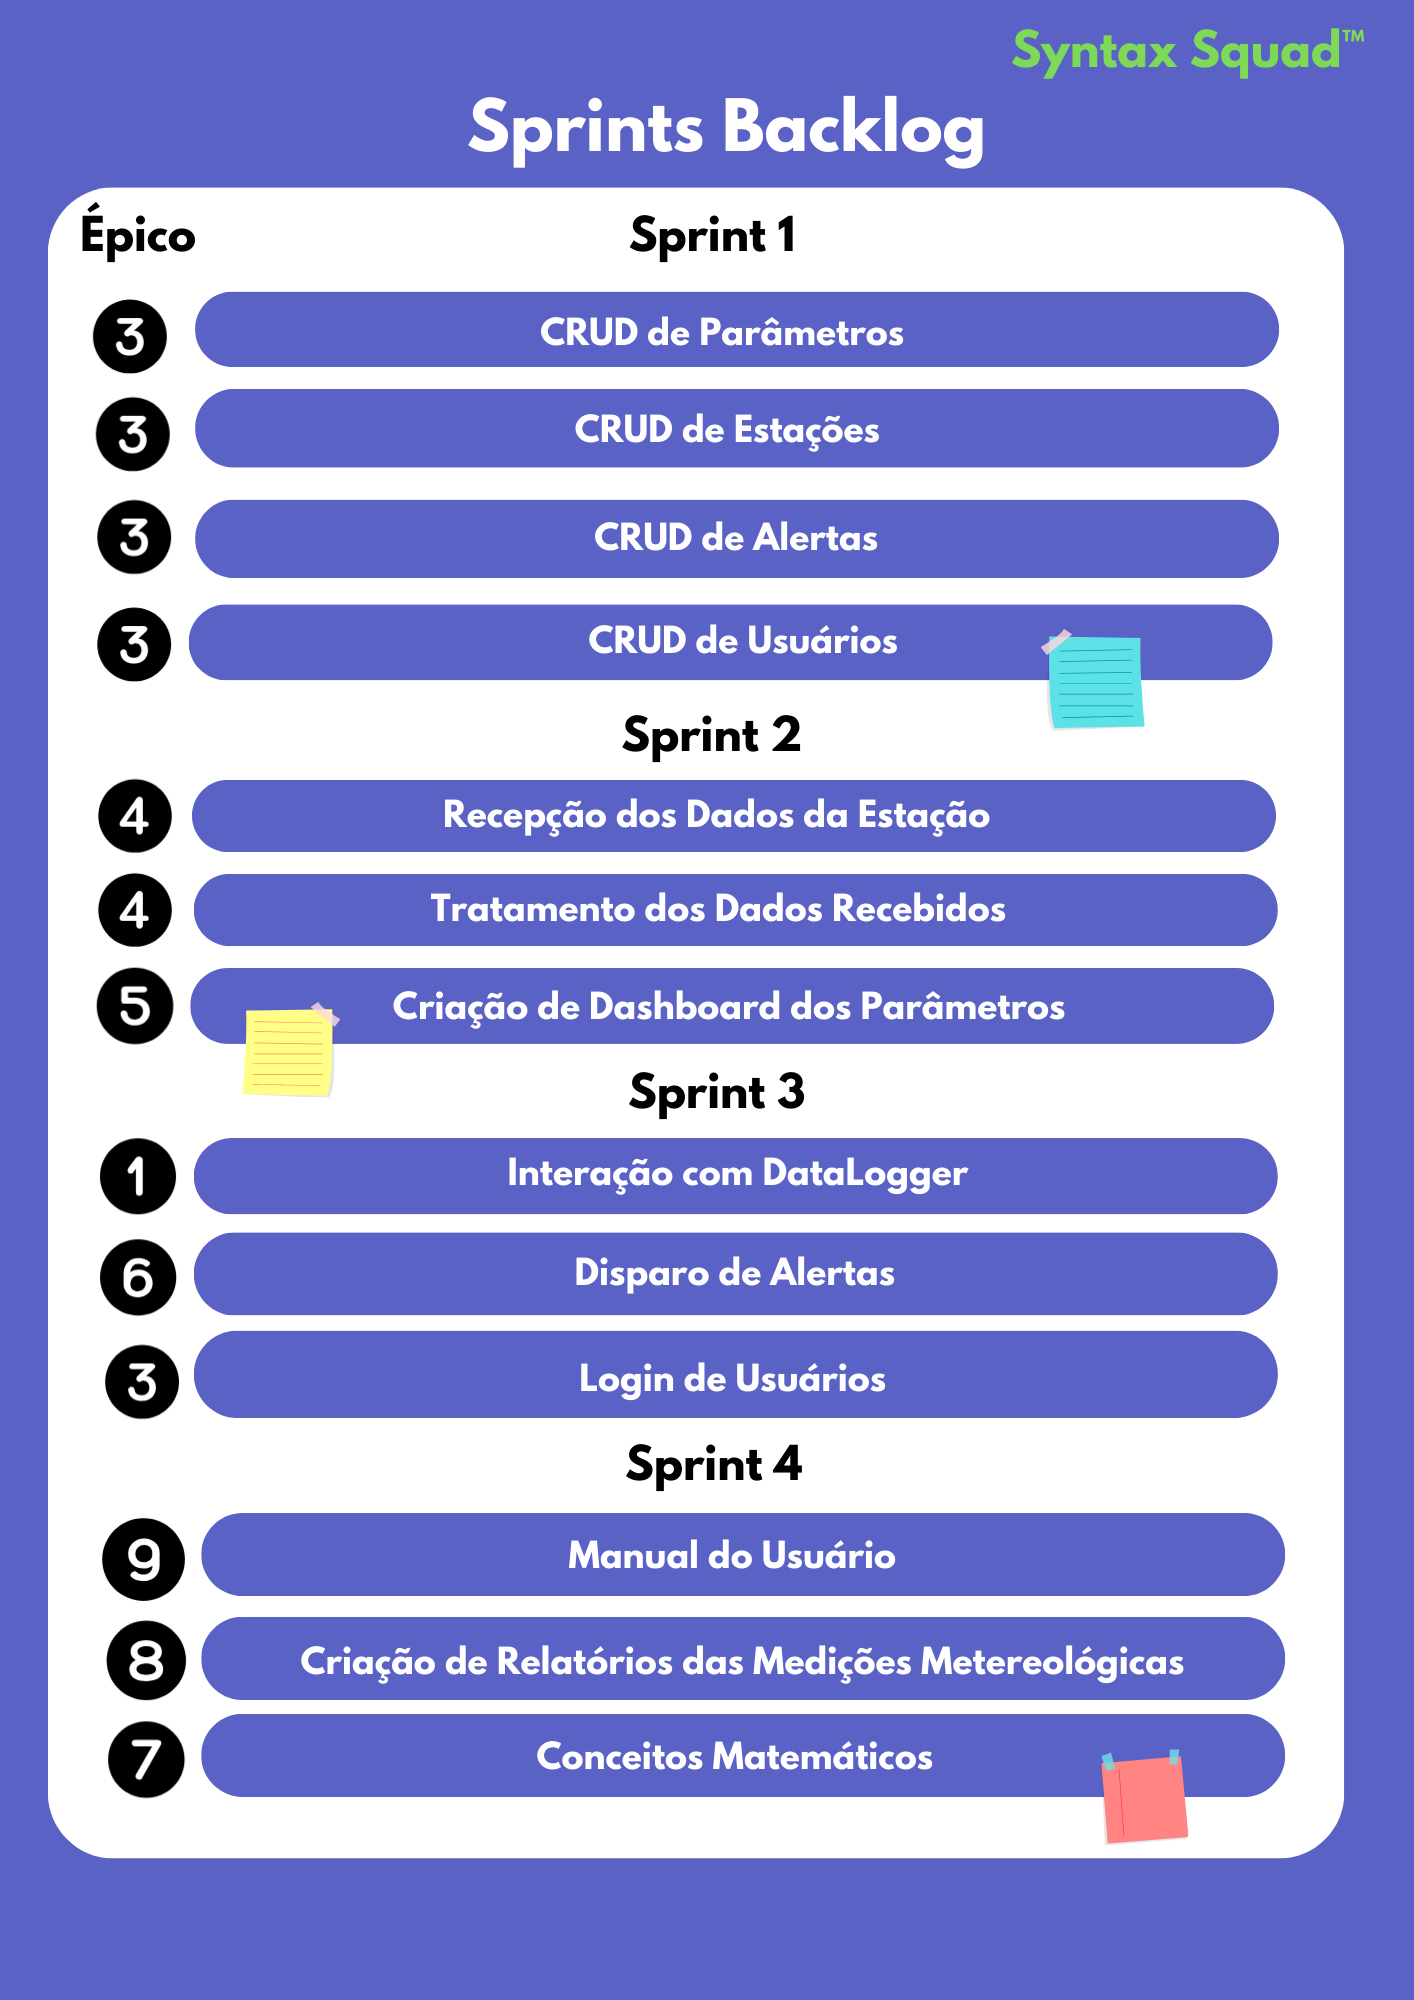 Syntax Squad™
Sprints Backlog
Épico
Sprint 1
3 CRUD de Parâmetros
3 CRUD de Estações
3 CRUD de Alertas
3 CRUD de Usuários
Sprint 2
4 Recepção dos Dados da Estação
4 Tratamento dos Dados Recebidos
5 Criação de Dashboard dos Parâmetros
Sprint 3
1 Interação com DataLogger
6 Disparo de Alertas
3 Login de Usuários
Sprint 4
9 Manual do Usuário
8 Criação de Relatórios das Medições Metereológicas
7 Conceitos Matemáticos